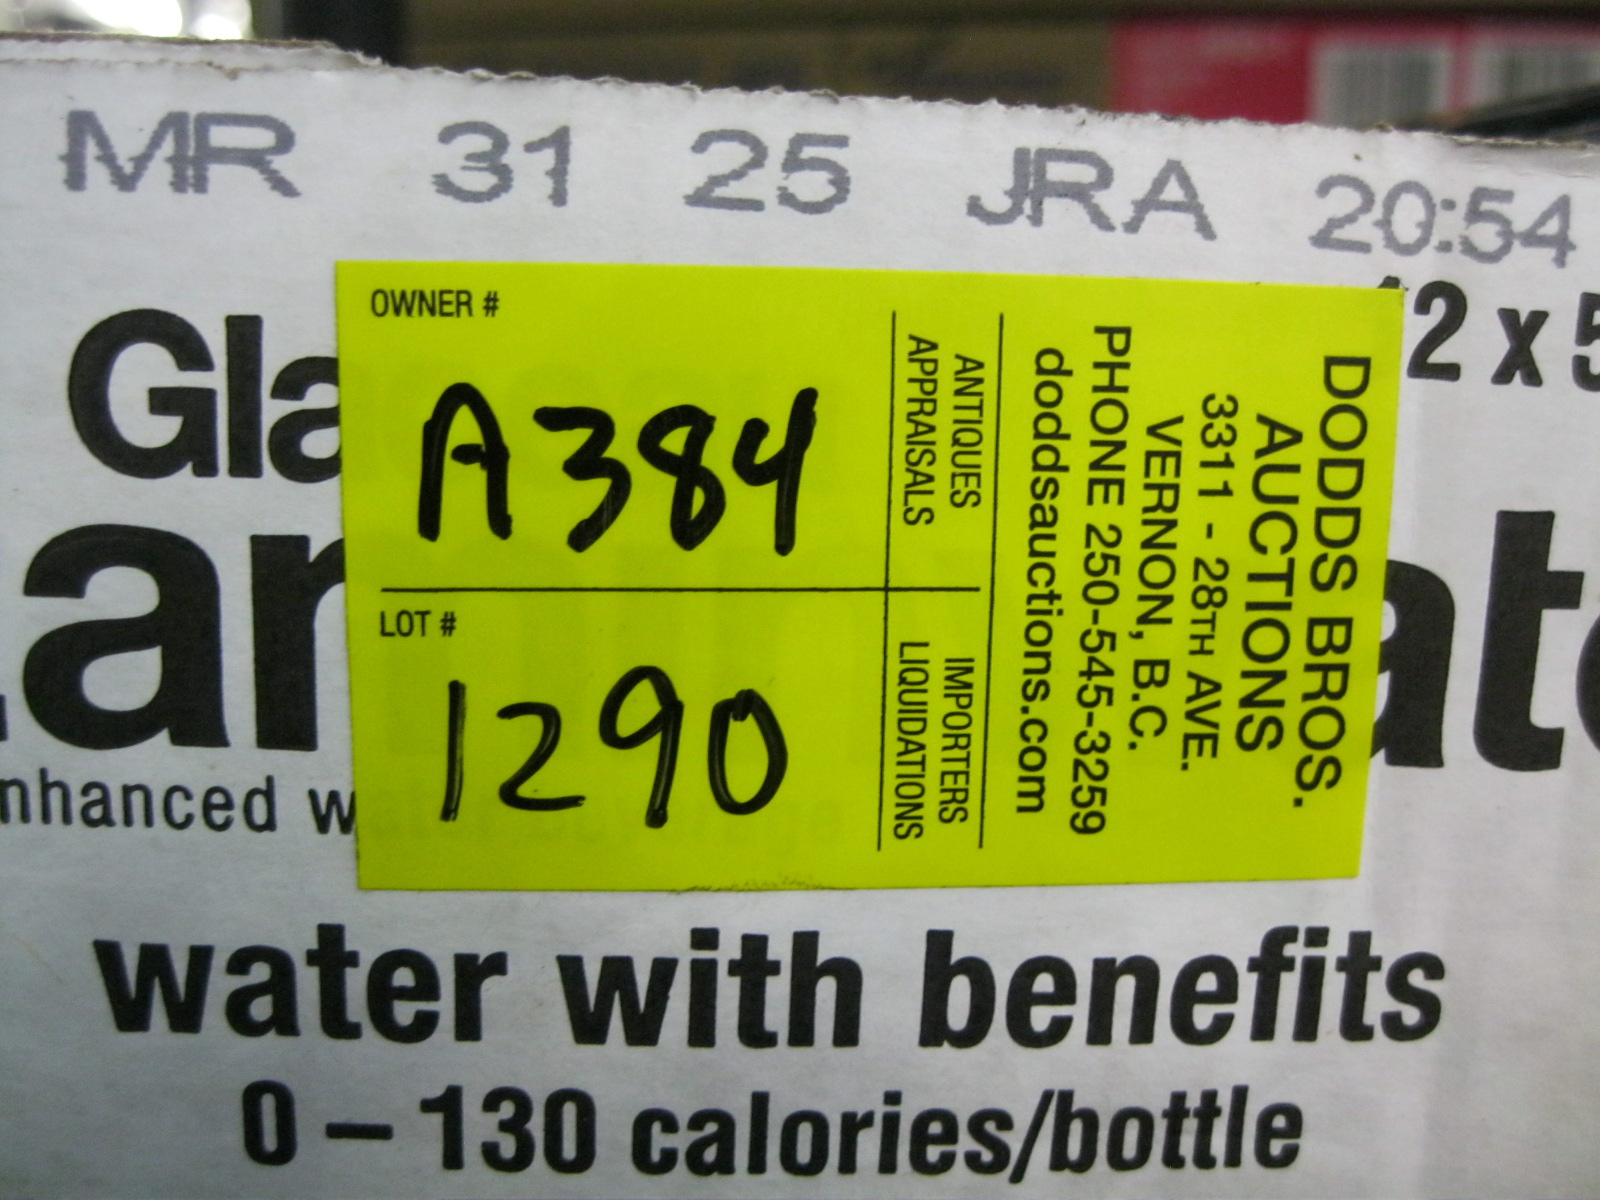 MR 31 25 JRA 20:54
Gla
2 x 5
OWNER #
A384
LOT #
1290
ANTIQUES
APPRAISALS
IMPORTERS
LIQUIDATIONS
DODDS BROS.
AUCTIONS
3311 - 28TH AVE.
VERNON, B.C.
PHONE 250-545-3259
doddsauctions.com
nhanced w
water with benefits
0 – 130 calories/bottle